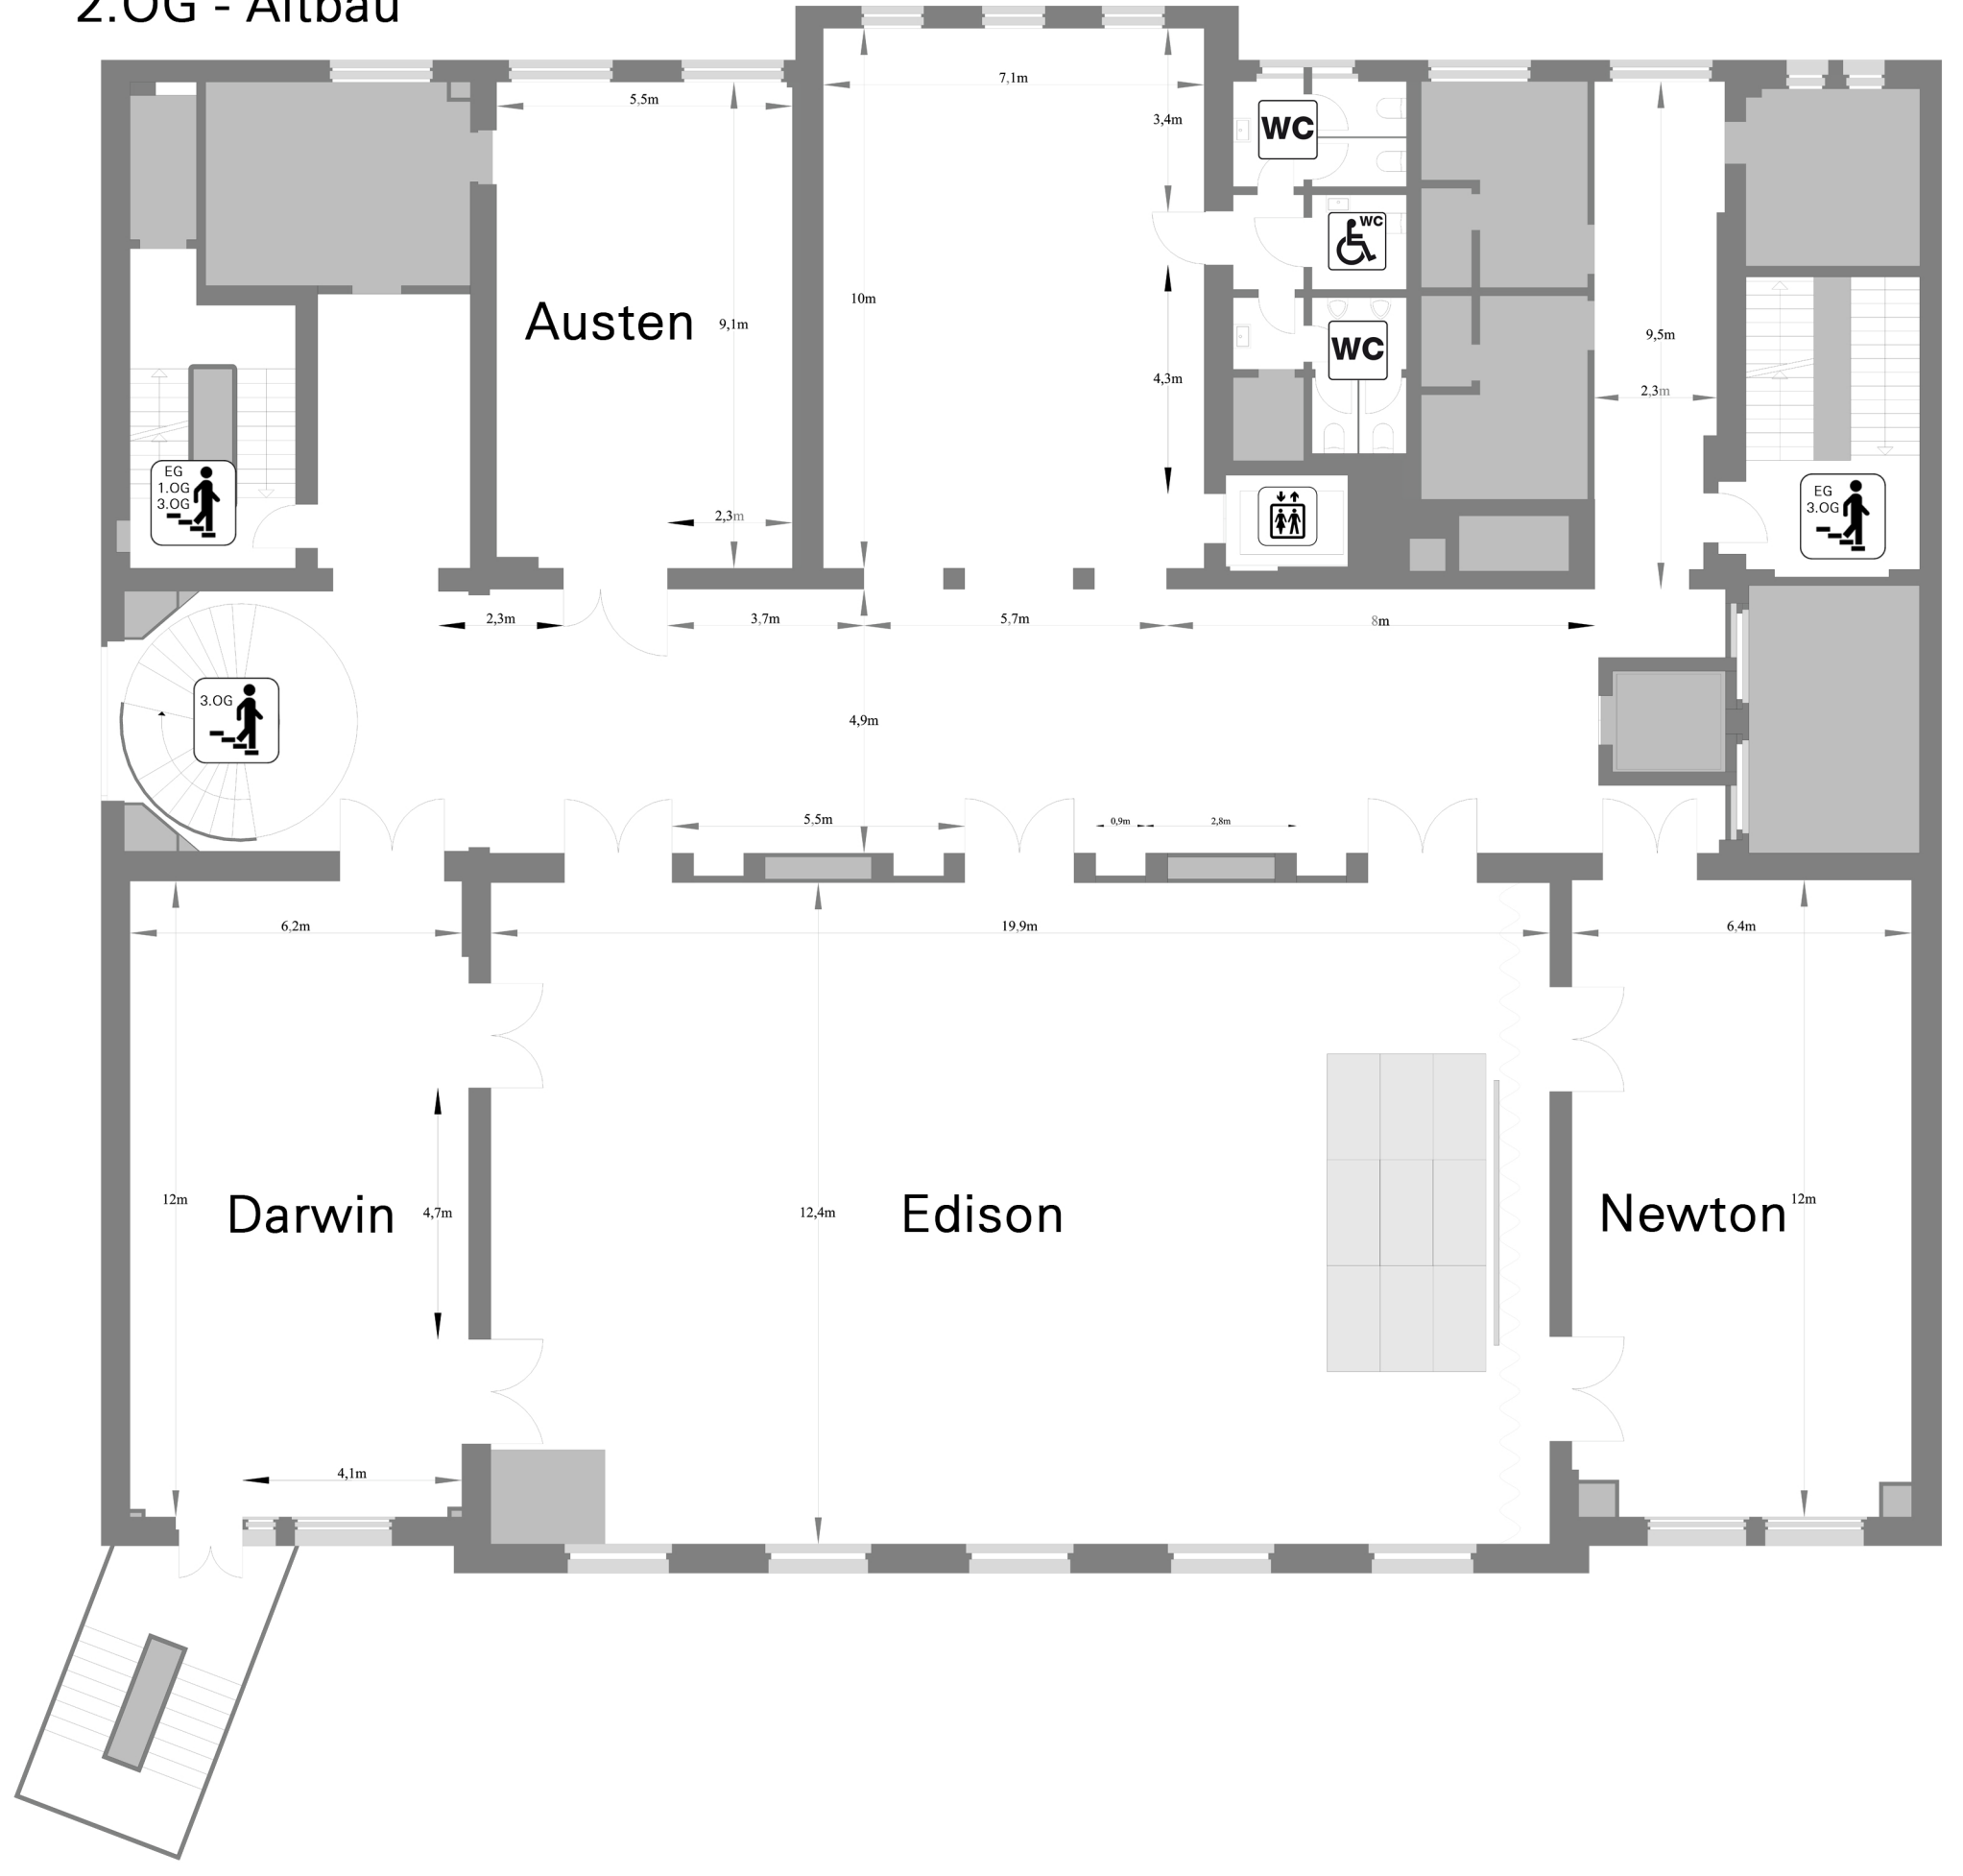 2.OG - Altbau
7,1m
5,5m
3,4m
WC
WC
10m
Austen
9,1m
9,5m
WC
4,3m
2,3m
EG
1.OG
3.OG
EG
3.OG
2,3m
2,3m
3,7m
5,7m
8m
3.OG
4,9m
5,5m
0,9m
2,8m
6,2m
19,9m
6,4m
12m
Darwin
4,7m
12,4m
Edison
Newton
12m
4,1m